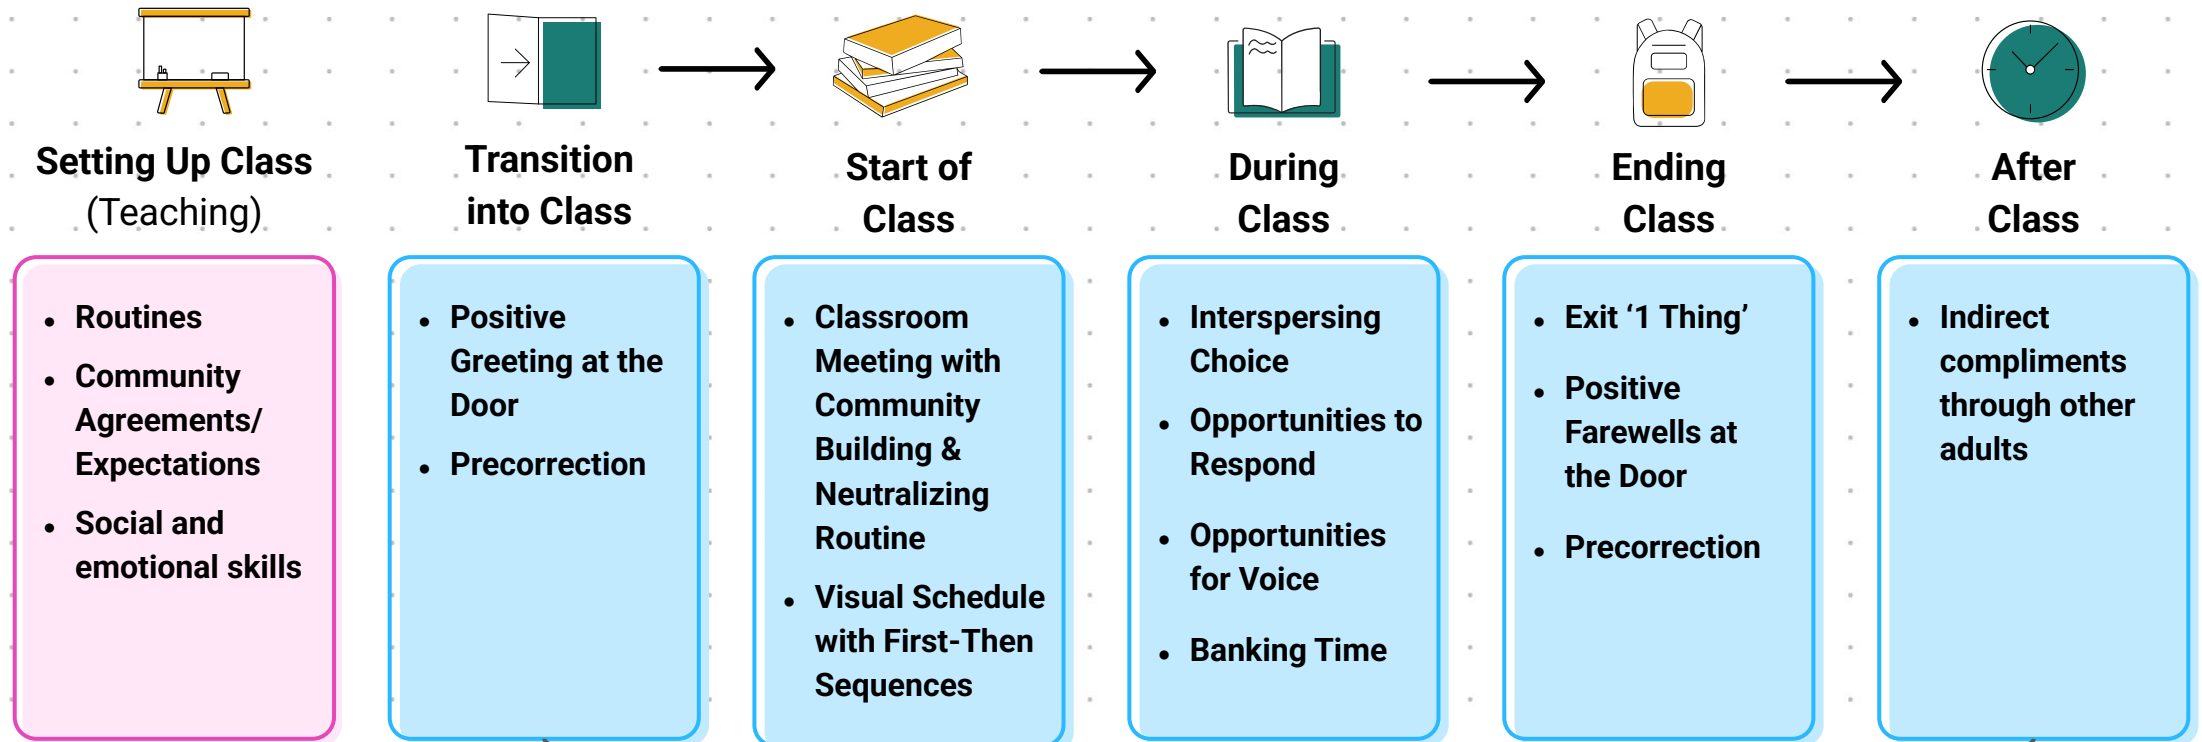 Setting Up Class
(Teaching)
• Routines
• Community
Agreements/
Expectations
• Social and
emotional skills
Transition
into Class
• Positive
Greeting at the
Door
• Precorrection
Start of
Class
• Classroom
Meeting with
Community
Building &
Neutralizing
Routine
• Visual Schedule
with First-Then
Sequences
During
Class
• Interspersing
Choice
• Opportunities to
Respond
• Opportunities
for Voice
• Banking Time
Ending
Class
• Exit ‘1 Thing’
• Positive
Farewells at
the Door
• Precorrection
After
Class
• Indirect
compliments
through other
adults